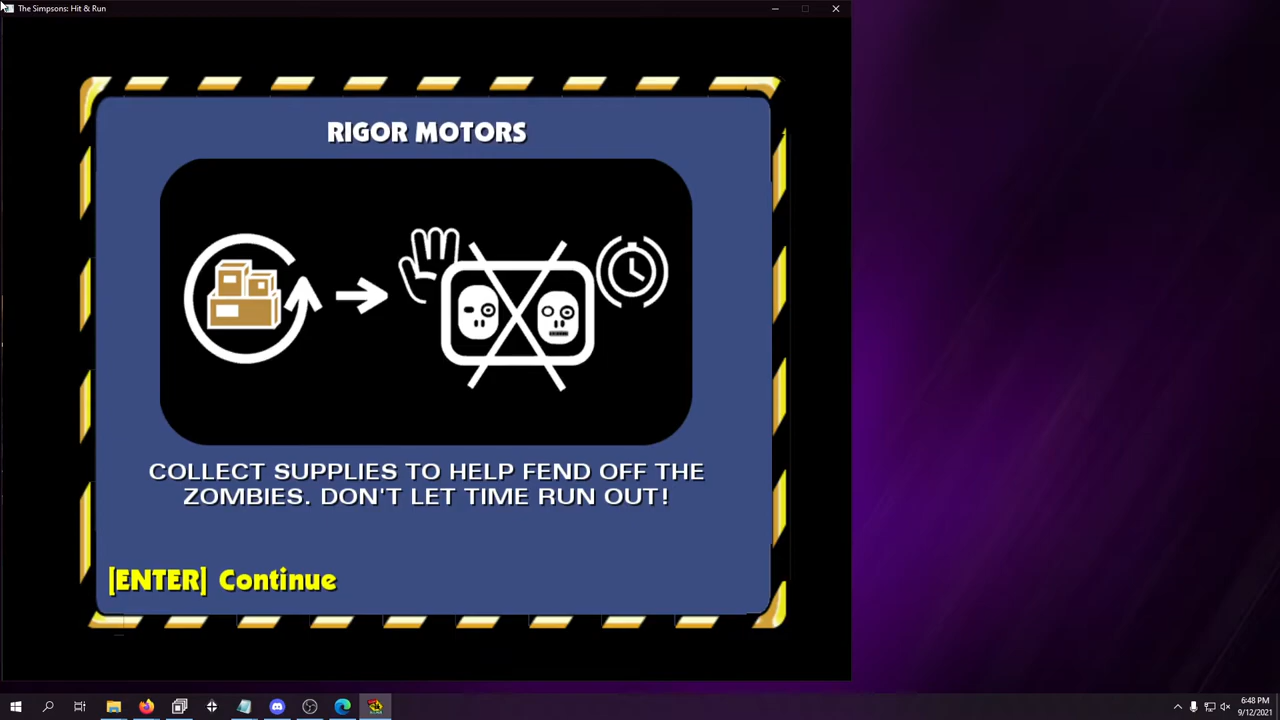 The Simpsons: Hit & Run
RIGOR MOTORS
COLLECT SUPPLIES TO HELP FEND OFF THE
ZOMBIES. DON'T LET TIME RUN OUT!
[ENTER] Continue
6:48 PM
9/12/2021